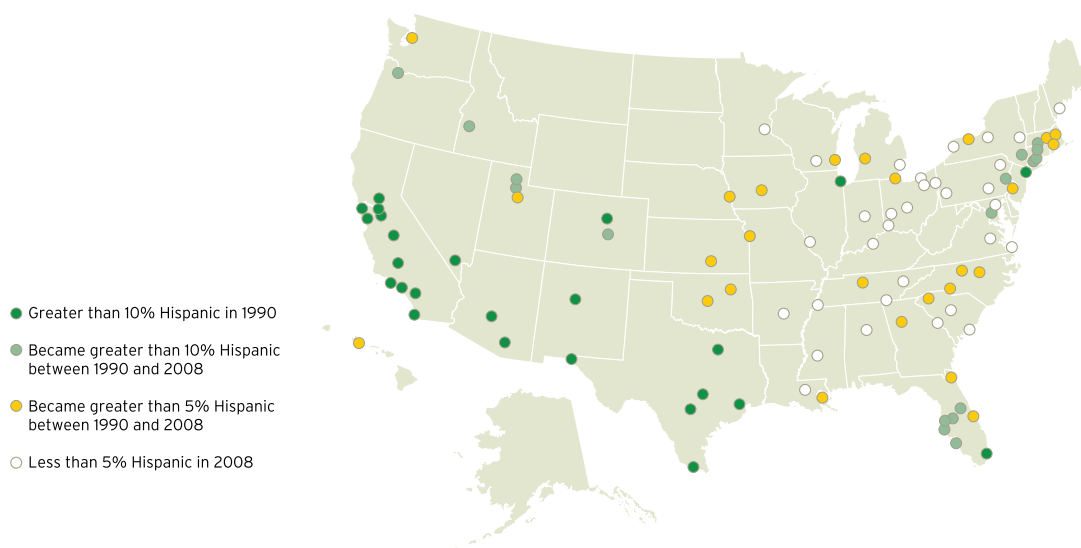 Greater than 10% Hispanic in 1990
Became greater than 10% Hispanic
between 1990 and 2008
Became greater than 5% Hispanic
between 1990 and 2008
Less than 5% Hispanic in 2008